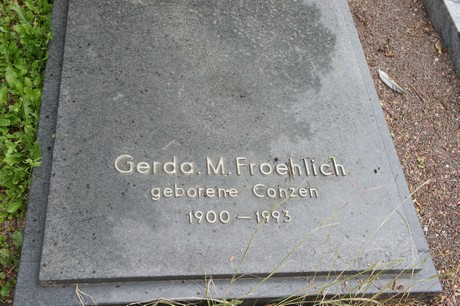 Gerda. M. Froehlich
geborene Conzen
1900 – 1993